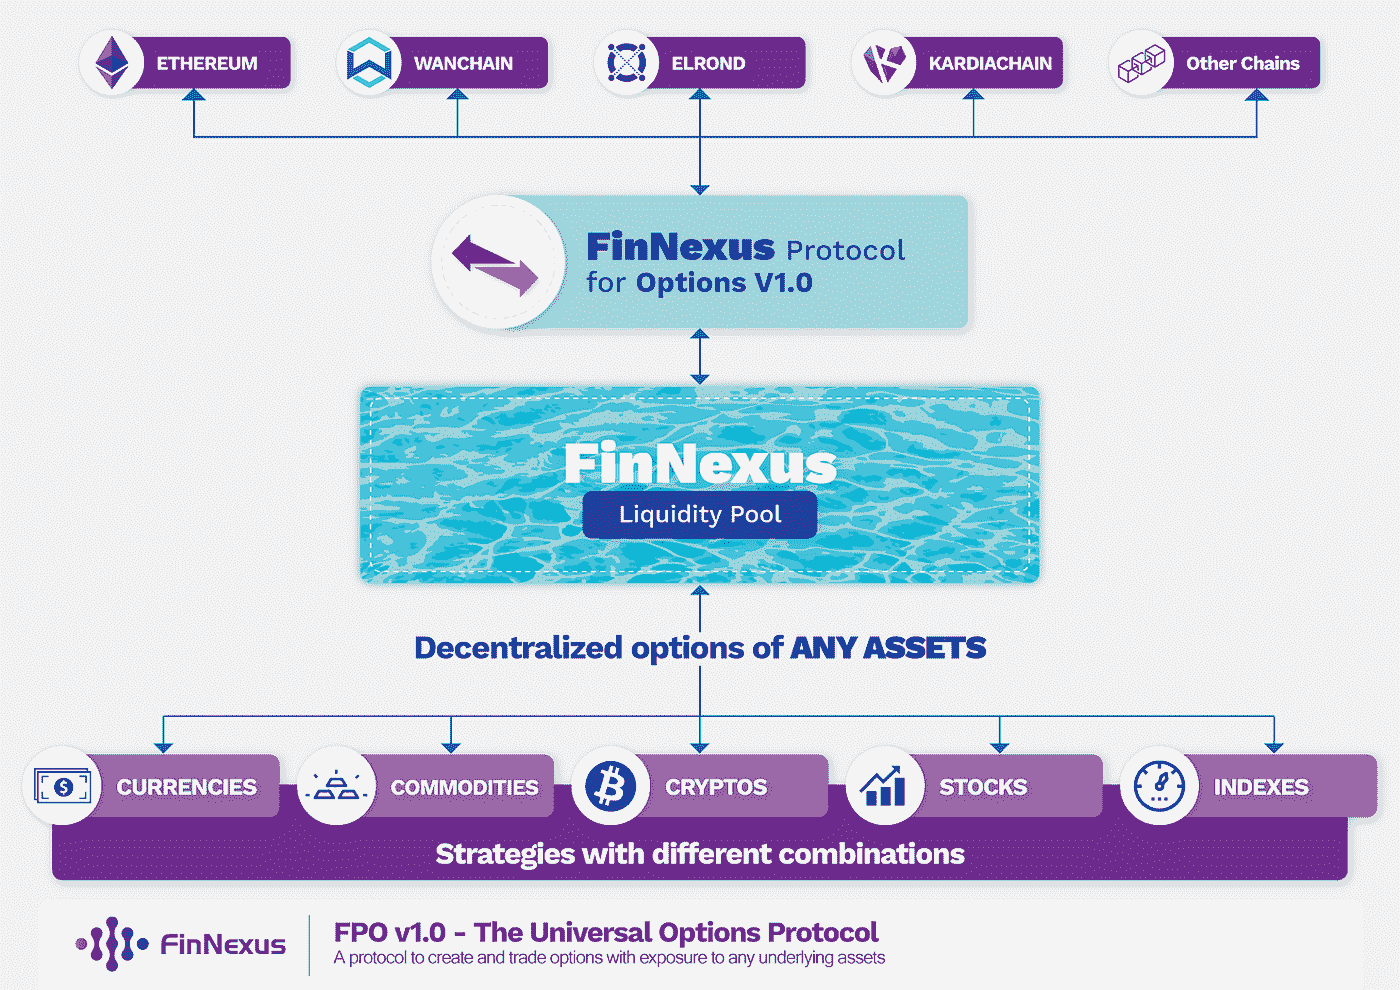 ETHEREUM
WANCHAIN
ELROND
KARDIACHAIN
Other Chains
FinNexus Protocol
for Options V1.0
FinNexus
Liquidity Pool
Decentralized options of ANY ASSETS
CURRENCIES
COMMODITIES
CRYPTOS
STOCKS
INDEXES
Strategies with different combinations
FinNexus
FPO v1.0 - The Universal Options Protocol
A protocol to create and trade options with exposure to any underlying assets